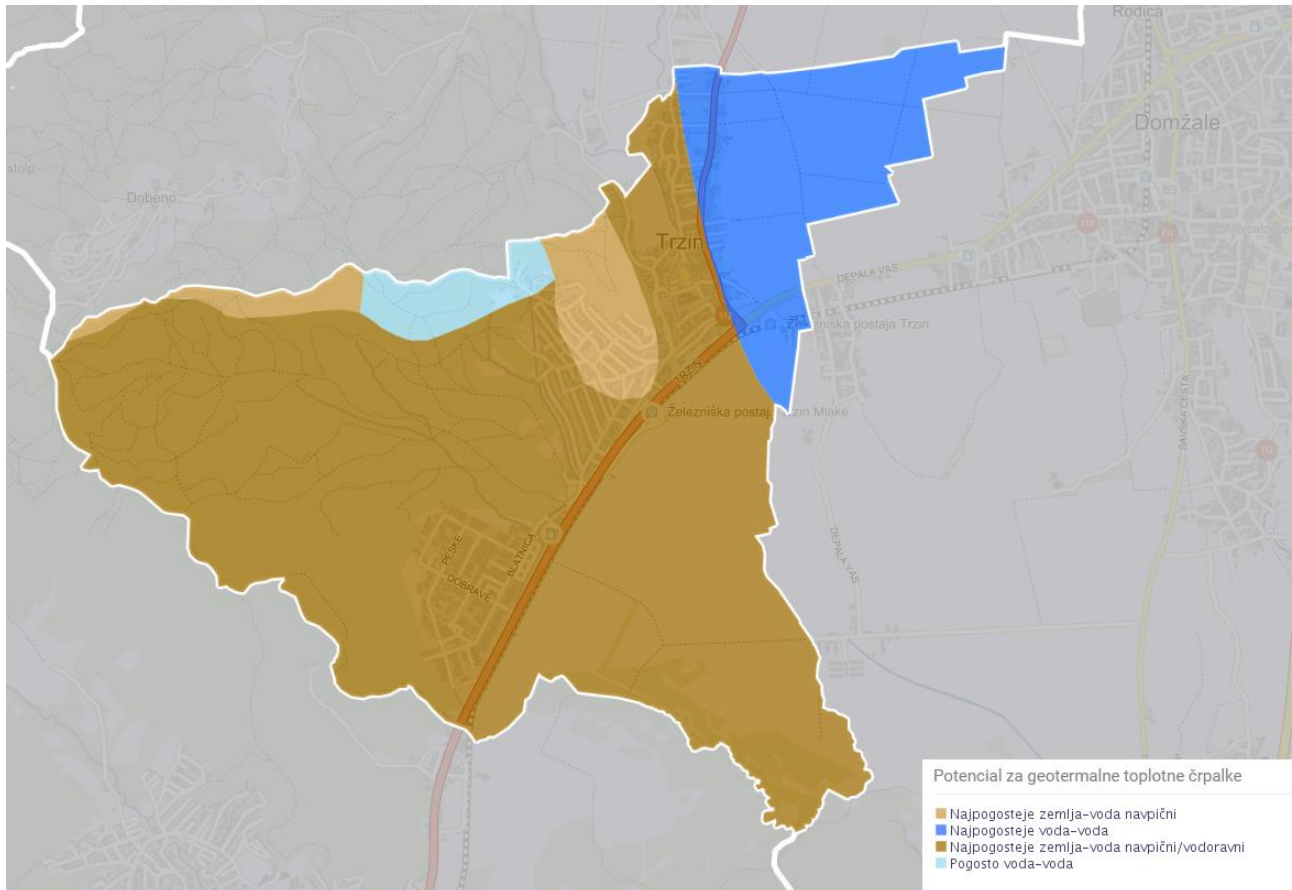 Rodica
Domžale
stoip
Dobeno
Trzin
DEPALA VAS
Železniška postaja Trzin
TRZIN
Železniška postaj
Trzin Mlake
SAVSKA CESTA
DEPALA VAS
PESKE
BLATNICA
DOBRAVE
Potencial za geotermalne toplotne črpalke
Najpogosteje zemlja-voda navpični
Najpogosteje voda-voda
Najpogosteje zemlja-voda navpični/vodoravni
Pogosto voda-voda